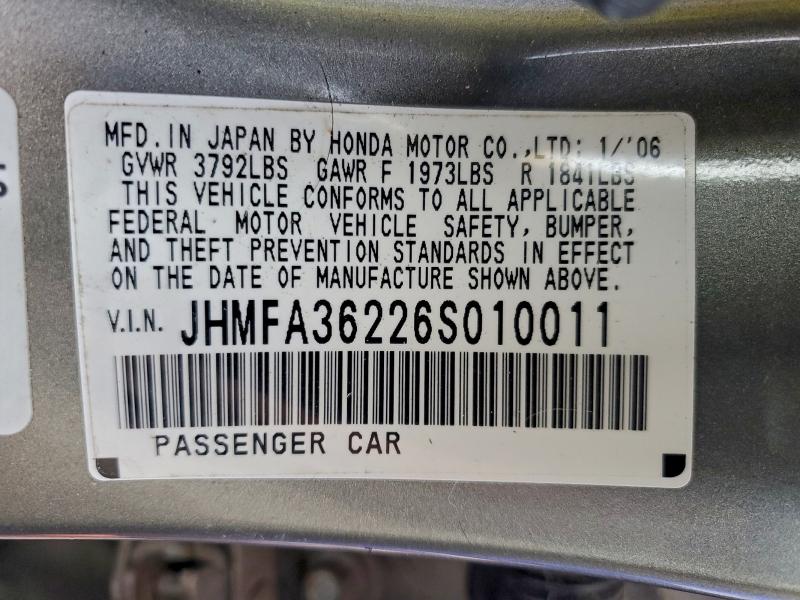 MFD. IN JAPAN BY HONDA MOTOR CO., LTD: 1/'06
GVWR 3792LBS GAWR F 1973LBS R 1841LBS
THIS VEHICLE CONFORMS TO ALL APPLICABLE
FEDERAL MOTOR VEHICLE SAFETY, BUMPER,
AND THEFT PREVENTION STANDARDS IN EFFECT
ON THE DATE OF MANUFACTURE SHOWN ABOVE.
V.I.N. JHMFA36226S010011
PASSENGER CAR